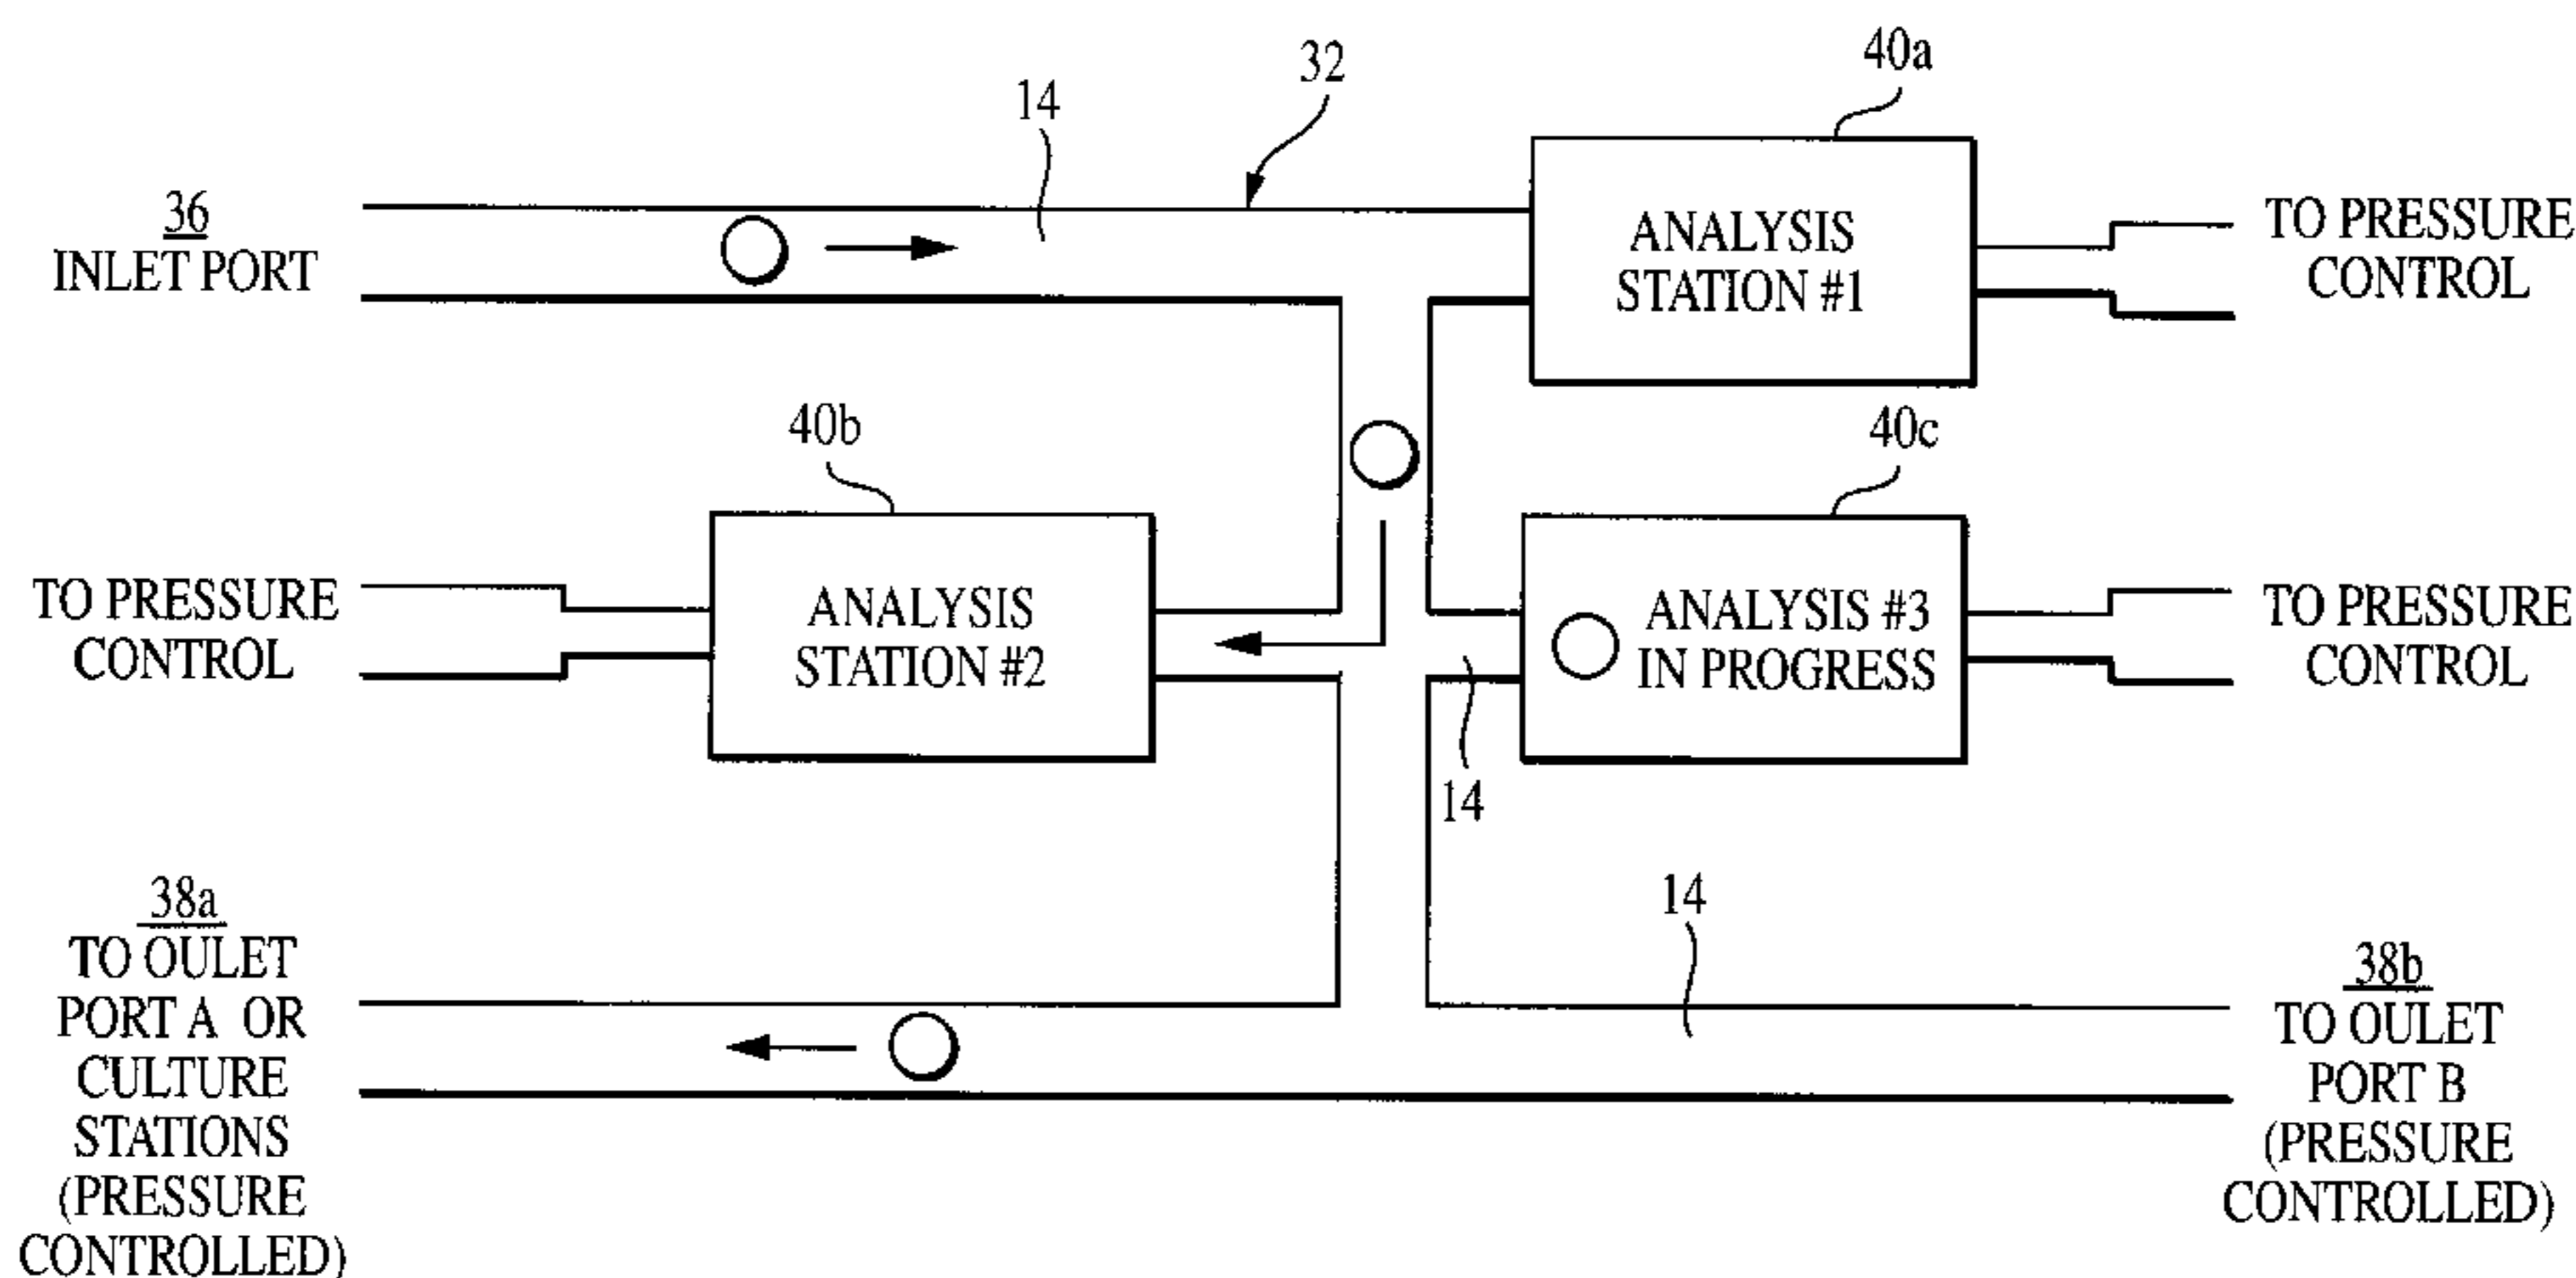 32
40a
14
36
INLET PORT
ANALYSIS
STATION #1
TO PRESSURE
CONTROL
40b
40c
TO PRESSURE
CONTROL
ANALYSIS
STATION #2
ANALYSIS #3
IN PROGRESS
TO PRESSURE
CONTROL
14
14
38a
TO OULET
PORT A OR
CULTURE
STATIONS
(PRESSURE
CONTROLLED)
38b
TO OULET
PORT B
(PRESSURE
CONTROLLED)